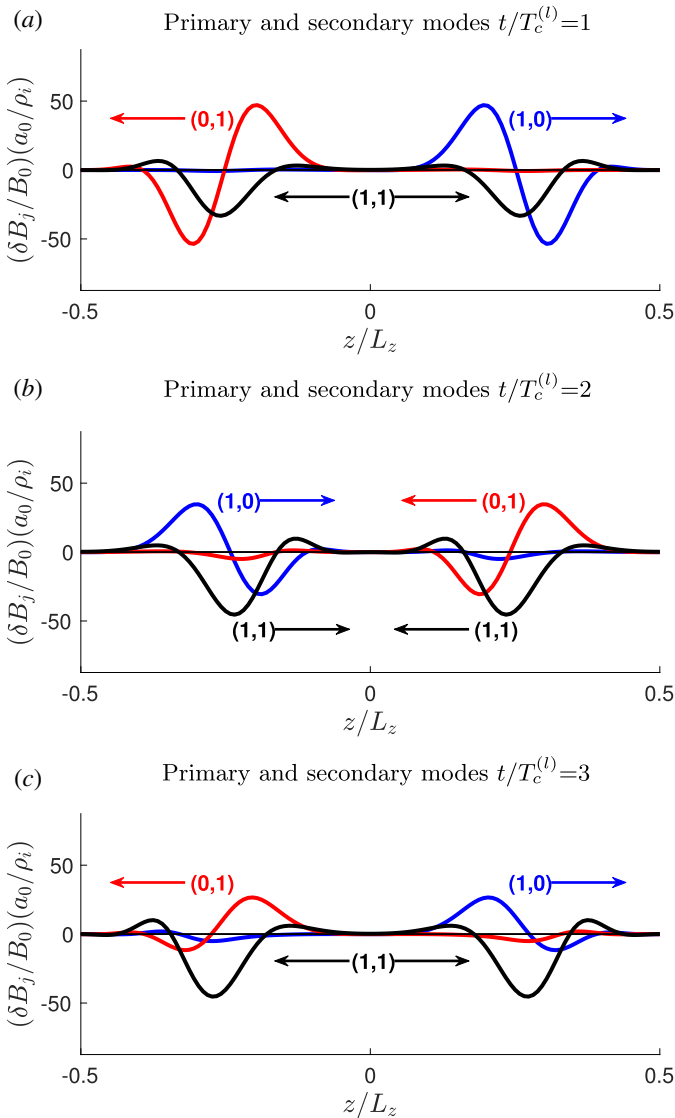 (a) Primary and secondary modes t/T_c^{(l)}=1
(δB_j/B_0)(a_0/ρ_i)
50
0
-50
(0,1) (1,0)
(1,1)
-0.5 0 0.5
z/L_z
(b) Primary and secondary modes t/T_c^{(l)}=2
(δB_j/B_0)(a_0/ρ_i)
50
0
-50
(1,0) (0,1)
(1,1) (1,1)
-0.5 0 0.5
z/L_z
(c) Primary and secondary modes t/T_c^{(l)}=3
(δB_j/B_0)(a_0/ρ_i)
50
0
-50
(0,1) (1,0)
(1,1)
-0.5 0 0.5
z/L_z